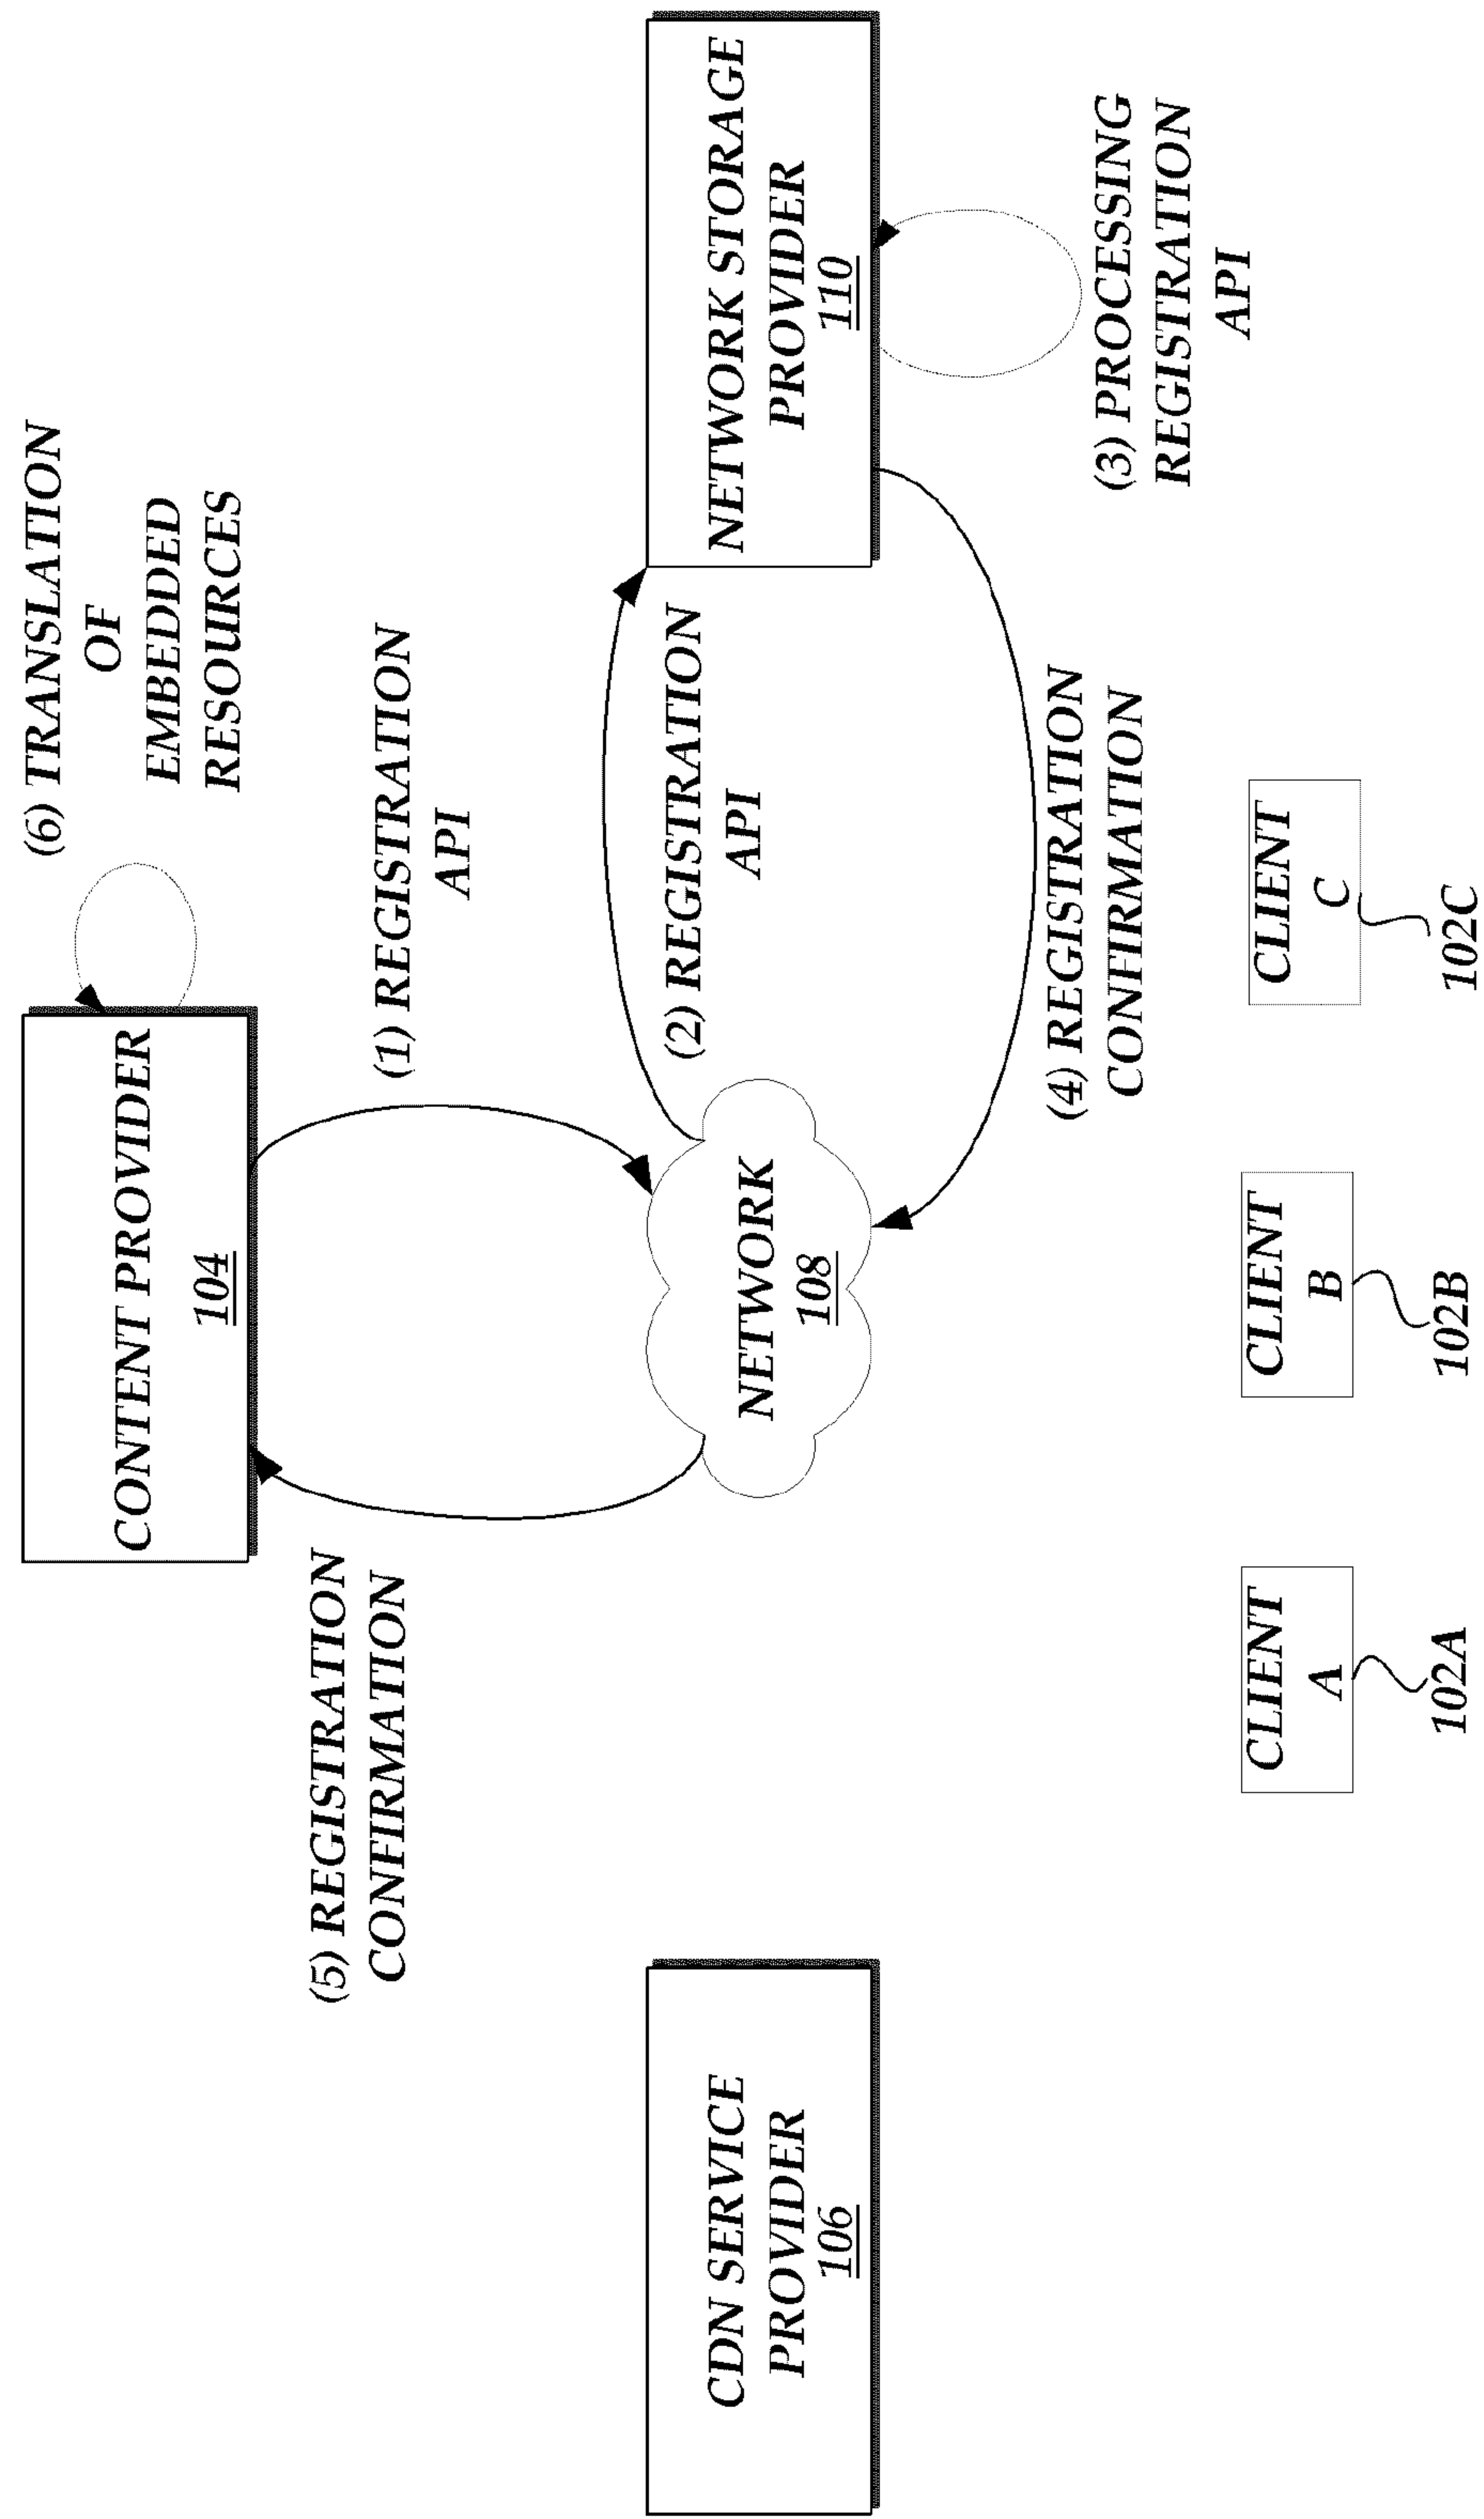 (6) TRANSLATION
OF
EMBEDDED
RESOURCES
CONTENT PROVIDER
104
(5) REGISTRATION
CONFIRMATION
(1) REGISTRATION
API
CDN SERVICE
PROVIDER
106
NETWORK
108
(2) REGISTRATION
API
NETWORK STORAGE
PROVIDER
110
(4) REGISTRATION
CONFIRMATION
(3) PROCESSING
REGISTRATION
API
CLIENT
A
102A
CLIENT
B
102B
CLIENT
C
102C